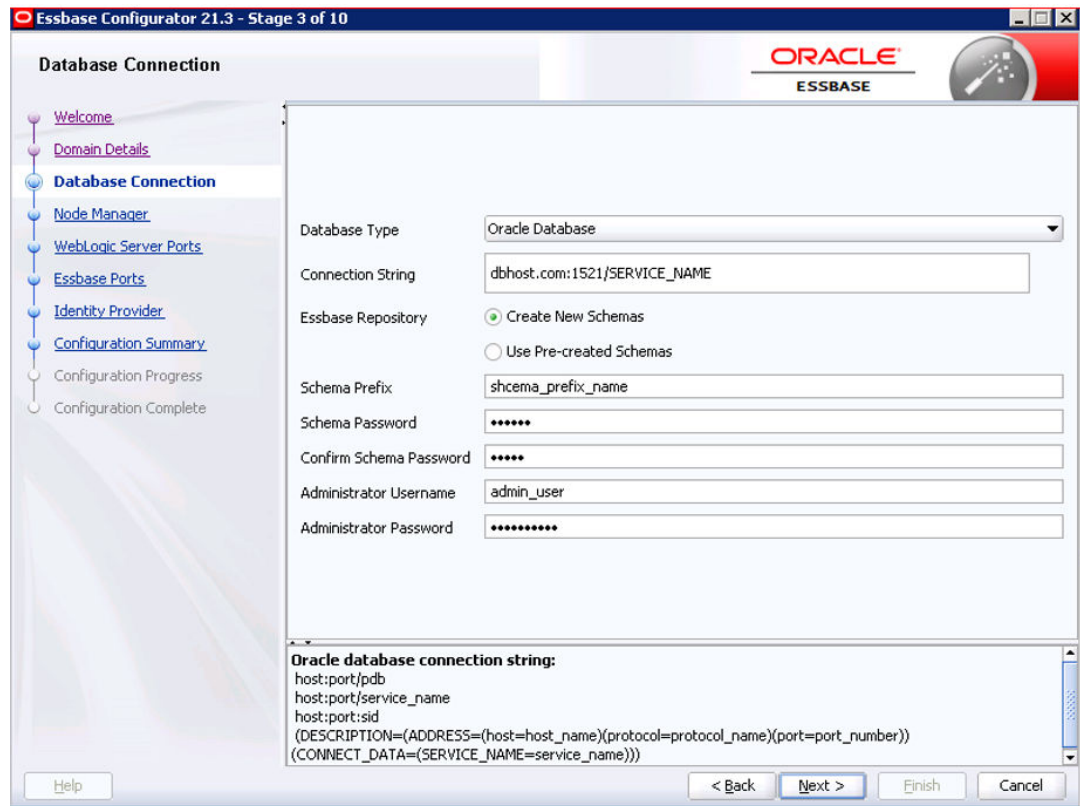 Essbase Configurator 21.3 - Stage 3 of 10
Database Connection
ORACLE
ESSBASE
Welcome
Domain Details
Database Connection
Node Manager
WebLogic Server Ports
Essbase Ports
Identity Provider
Configuration Summary
Configuration Progress
Configuration Complete
Database Type
Oracle Database
Connection String
dbhost.com:1521/SERVICE_NAME
Essbase Repository
Create New Schemas
Use Pre-created Schemas
Schema Prefix
shcema_prefix_name
Schema Password
••••••
Confirm Schema Password
•••••
Administrator Username
admin_user
Administrator Password
••••••••••
Oracle database connection string:
host:port/pdb
host:port/service_name
host:port:sid
(DESCRIPTION=(ADDRESS=(host=host_name)(protocol=protocol_name)(port=port_number))
(CONNECT_DATA=(SERVICE_NAME=service_name)))
Help
< Back
Next >
Finish
Cancel